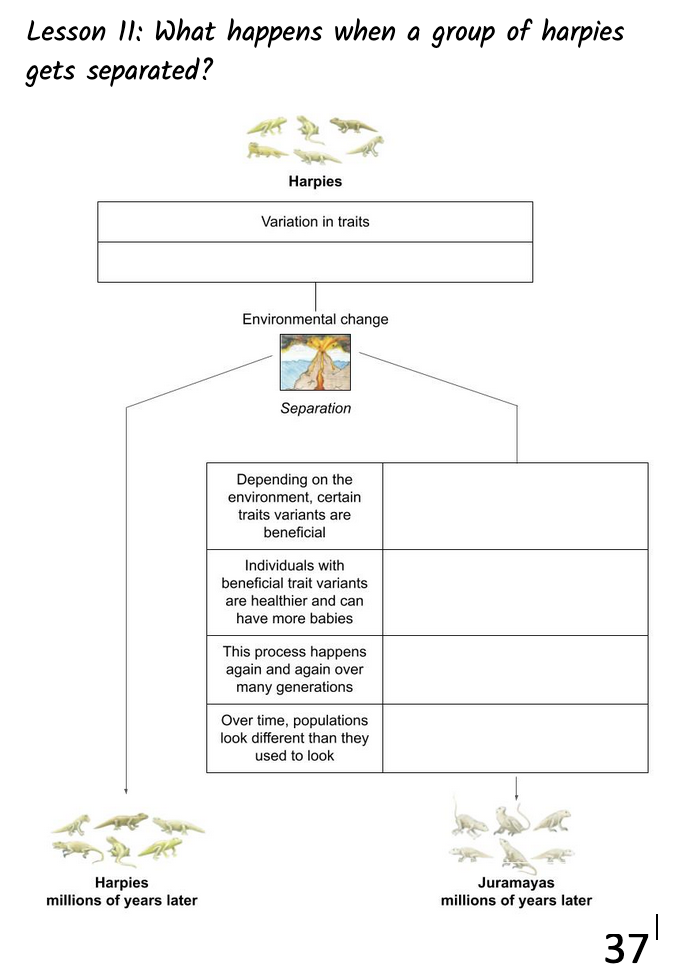 Lesson 11: What happens when a group of harpies
gets separated?
Harpies
Variation in traits
Environmental change
Separation
Depending on the
environment, certain
traits variants are
beneficial
Individuals with
beneficial trait variants
are healthier and can
have more babies
This process happens
again and again over
many generations
Over time, populations
look different than they
used to look
Harpies
millions of years later
Juramayas
millions of years later
37